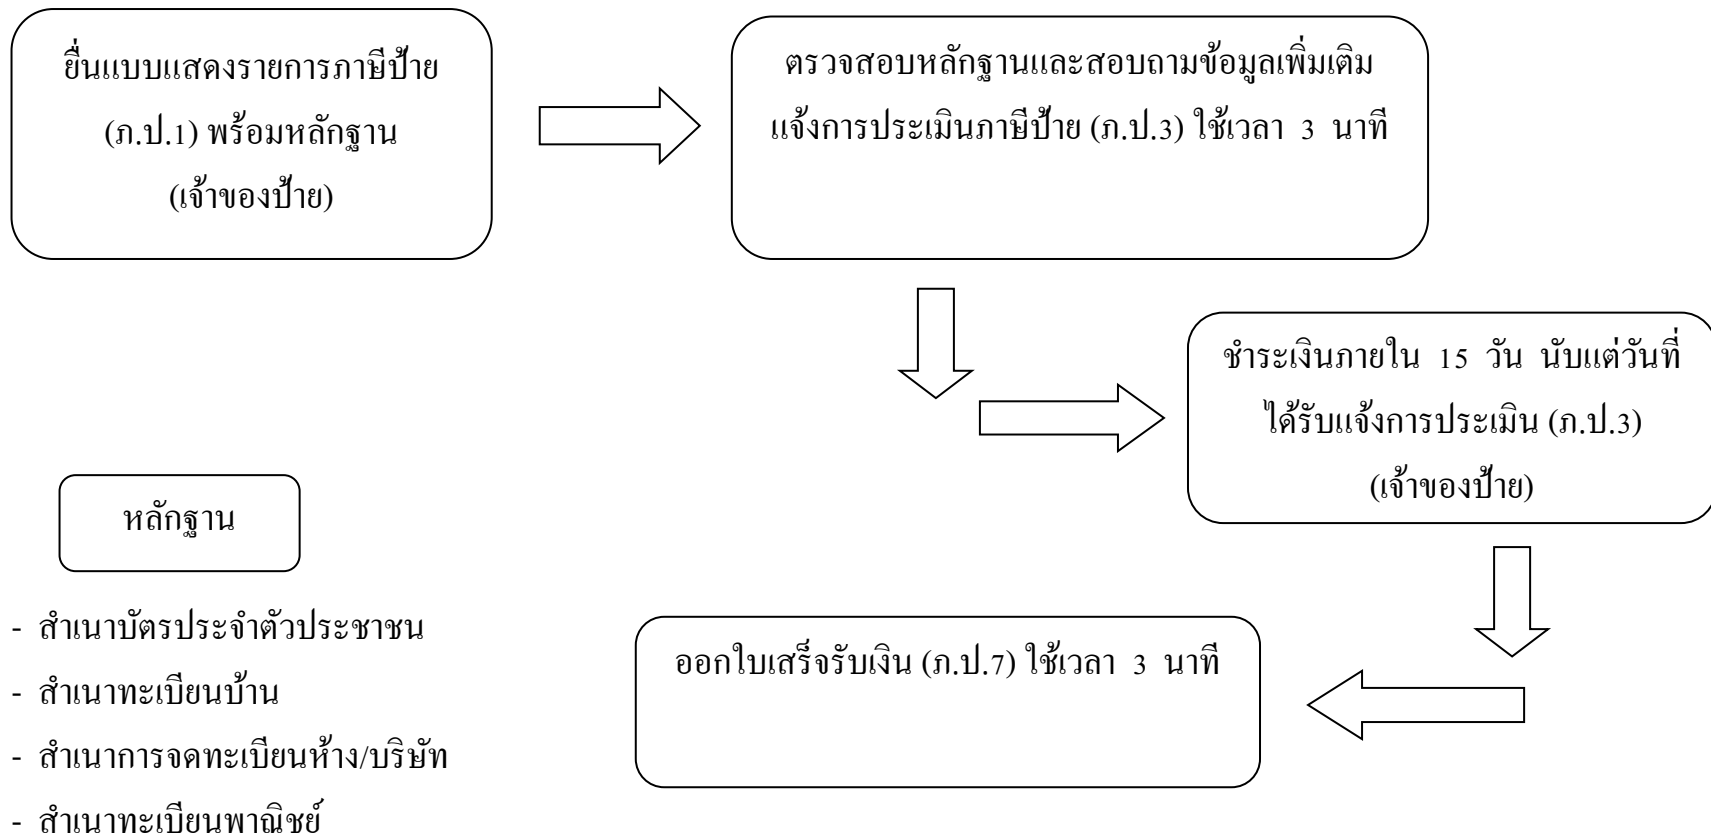 ยื่นแบบแสดงรายการภาษีป้าย
(ภ.ป.1) พร้อมหลักฐาน
(เจ้าของป้าย)
ตรวจสอบหลักฐานและสอบถามข้อมูลเพิ่มเติม
แจ้งการประเมินภาษีป้าย (ภ.ป.3) ใช้เวลา 3 นาที
ชำระเงินภายใน 15 วัน นับแต่วันที่
ได้รับแจ้งการประเมิน (ภ.ป.3)
(เจ้าของป้าย)
ออกใบเสร็จรับเงิน (ภ.ป.7) ใช้เวลา 3 นาที
หลักฐาน
- สำเนาบัตรประจำตัวประชาชน
- สำเนาทะเบียนบ้าน
- สำเนาการจดทะเบียนห้าง/บริษัท
- สำเนาทะเบียนพาณิชย์